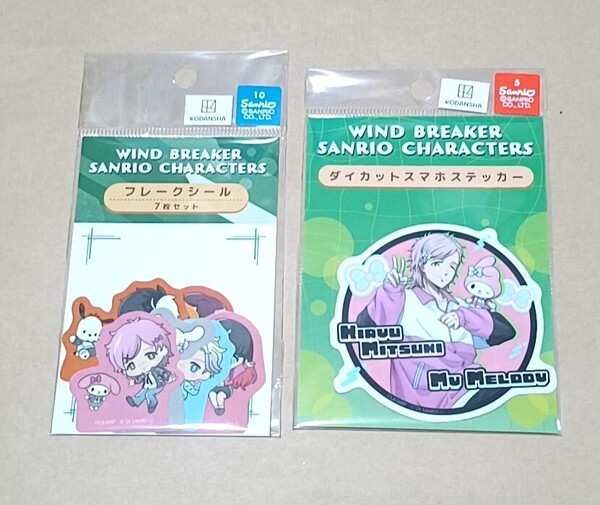 KODANSHA
10
Sanrio
©SANRIO
CO.,LTD.
WIND BREAKER
SANRIO CHARACTERS
フレークシール
7枚セット
KODANSHA
5
Sanrio
©SANRIO
CO.,LTD.
WIND BREAKER
SANRIO CHARACTERS
ダイカットスマホステッカー
HIRYU
MITSUKI
MY MELODY